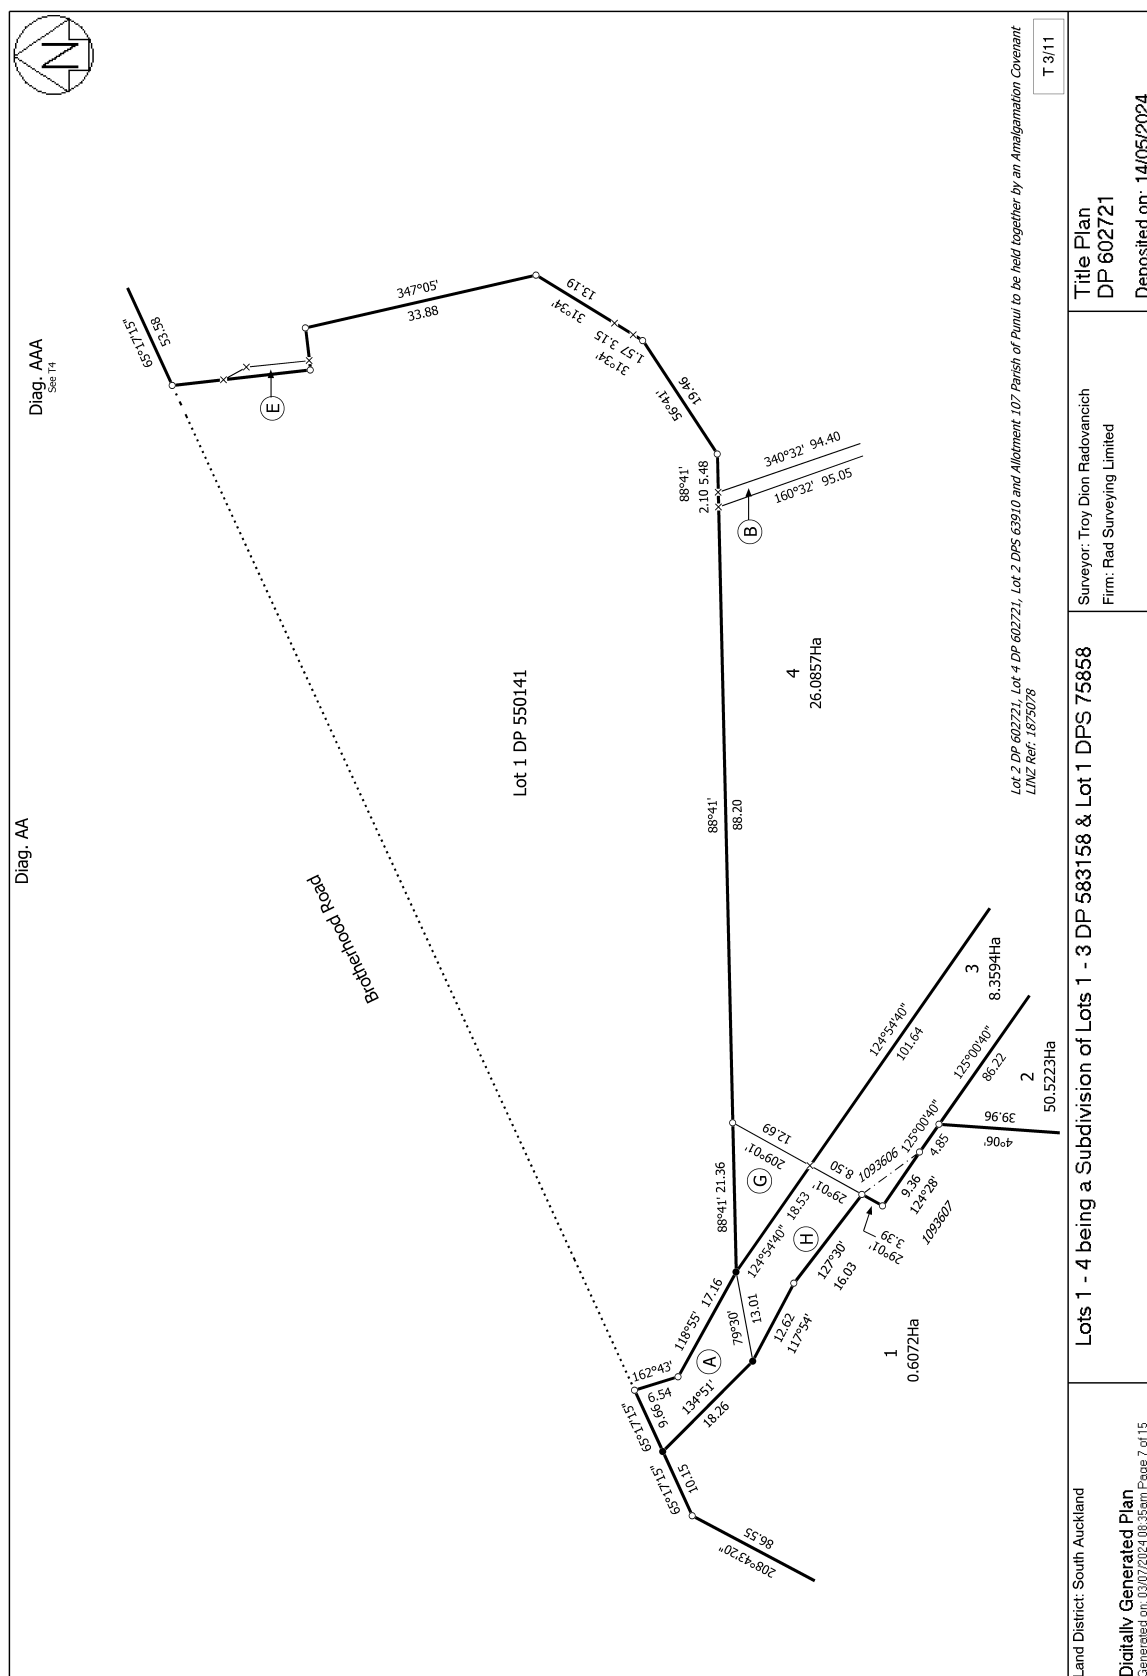 N
Diag. AA
Diag. AAA
See T4
T 3/11
65°17'15"
53.58
347°05'
33.88
E
13.19
31°34'
1.57 3.15
31°34'
19.46
56°41'
88°41'
2.10 5.48
340°32' 94.40
160°32' 95.05
B
Brotherhood Road
Lot 1 DP 550141
4
26.0857Ha
88°41'
88.20
88°41' 21.36
12.69
209°01'
G
124°54'40"
101.64
3
8.3594Ha
125°00'40"
86.22
2
50.5223Ha
39.96
4°06'
125°00'40"
4.85
8.50
29°01'
1093606
18.53
124°54'40"
H
9.36
124°28'
1093607
3.39
29°01'
127°30'
16.03
118°55' 17.16
79°30'
13.01
12.62
117°54'
A
162°43'
6.54
9.66
65°17'15"
134°51'
18.26
65°17'15"
10.15
86.55
208°43'20"
1
0.6072Ha
Lot 2 DP 602721, Lot 4 DP 602721, Lot 2 DPS 63910 and Allotment 107 Parish of Punui to be held together by an Amalgamation Covenant
LINZ Ref: 1875078
Land District: South Auckland
Digitally Generated Plan
Generated on: 03/07/2024 08:35am Page 7 of 15
Lots 1 - 4 being a Subdivision of Lots 1 - 3 DP 583158 & Lot 1 DPS 75858
Surveyor: Troy Dion Radovancich
Firm: Rad Surveying Limited
Title Plan
DP 602721
Deposited on: 14/05/2024